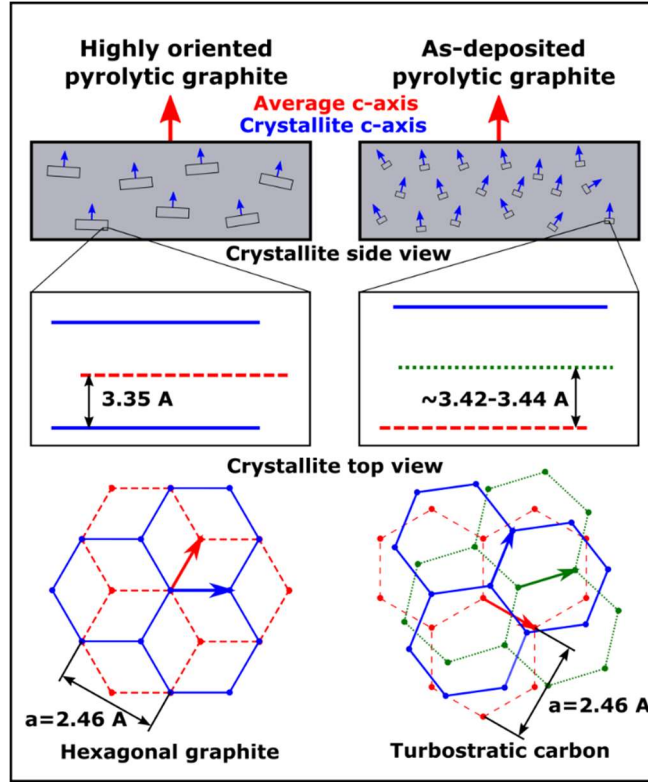 Highly oriented
pyrolytic graphite
As-deposited
pyrolytic graphite
Average c-axis
Crystallite c-axis
Crystallite side view
3.35 A
~3.42-3.44 A
Crystallite top view
a=2.46 A
a=2.46 A
Hexagonal graphite
Turbostratic carbon